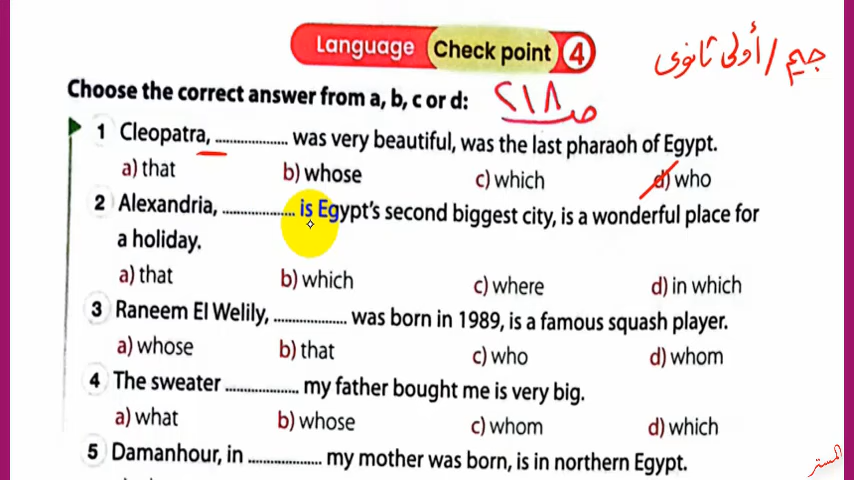 Language Check point 4
جيم / أولى ثانوى
Choose the correct answer from a, b, c or d:
ص٢١٨
1 Cleopatra, .................... was very beautiful, was the last pharaoh of Egypt.
a) that b) whose c) which d) who
2 Alexandria, .................... is Egypt's second biggest city, is a wonderful place for
a holiday.
a) that b) which c) where d) in which
3 Raneem El Welily, .................... was born in 1989, is a famous squash player.
a) whose b) that c) who d) whom
4 The sweater .................... my father bought me is very big.
a) what b) whose c) whom d) which
5 Damanhour, in .................... my mother was born, is in northern Egypt.
المستر